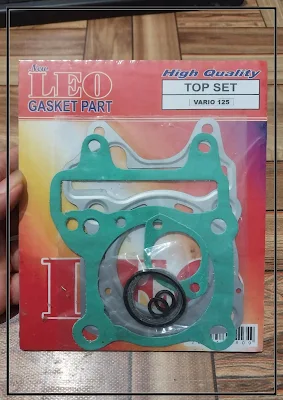 New
LEO
GASKET PART
High Quality
TOP SET
VARIO 125